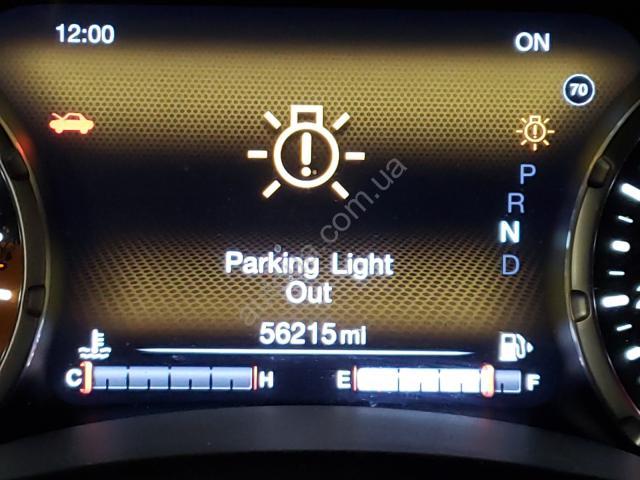 12:00
ON
70
P
R
N
D
Parking Light
Out
56215 mi
C H E F